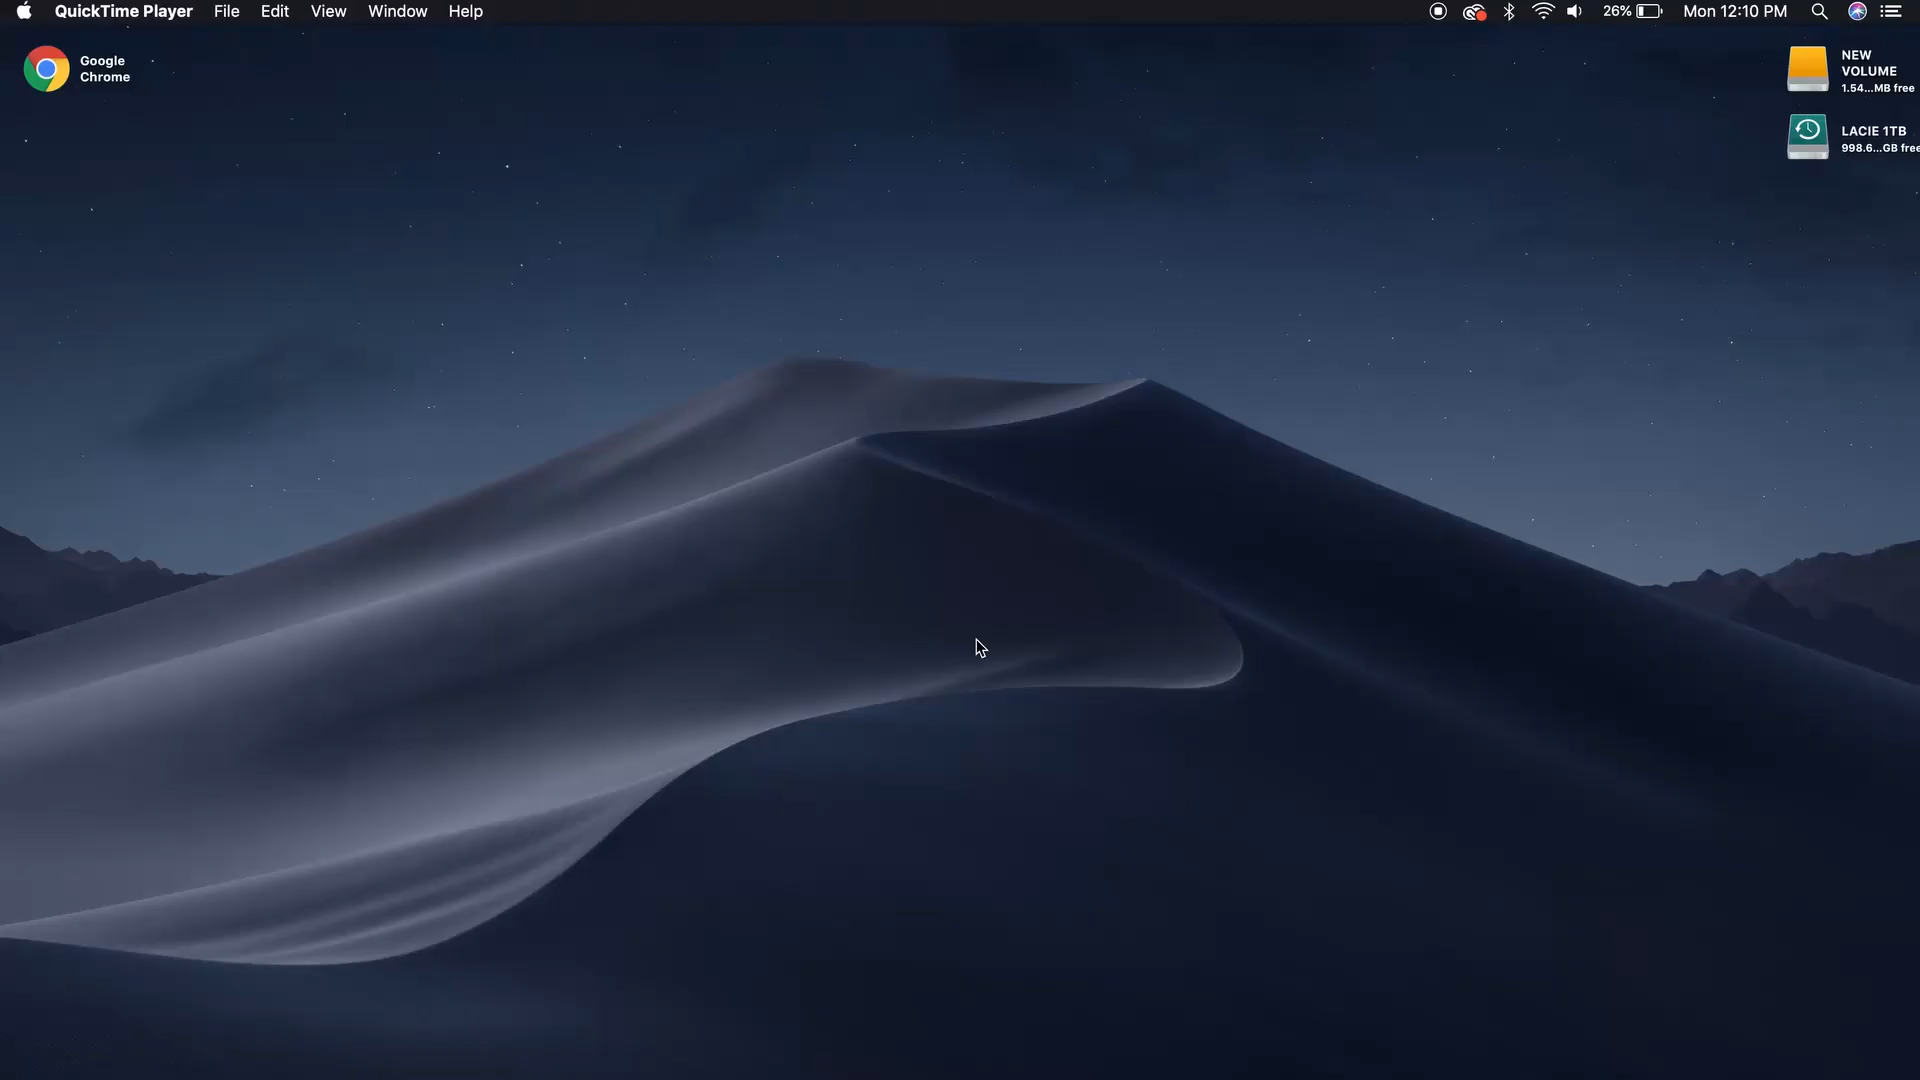 QuickTime Player File Edit View Window Help 26% Mon 12:10 PM
Google
Chrome
NEW
VOLUME
1.54...MB free
LACIE 1TB
998.6...GB free